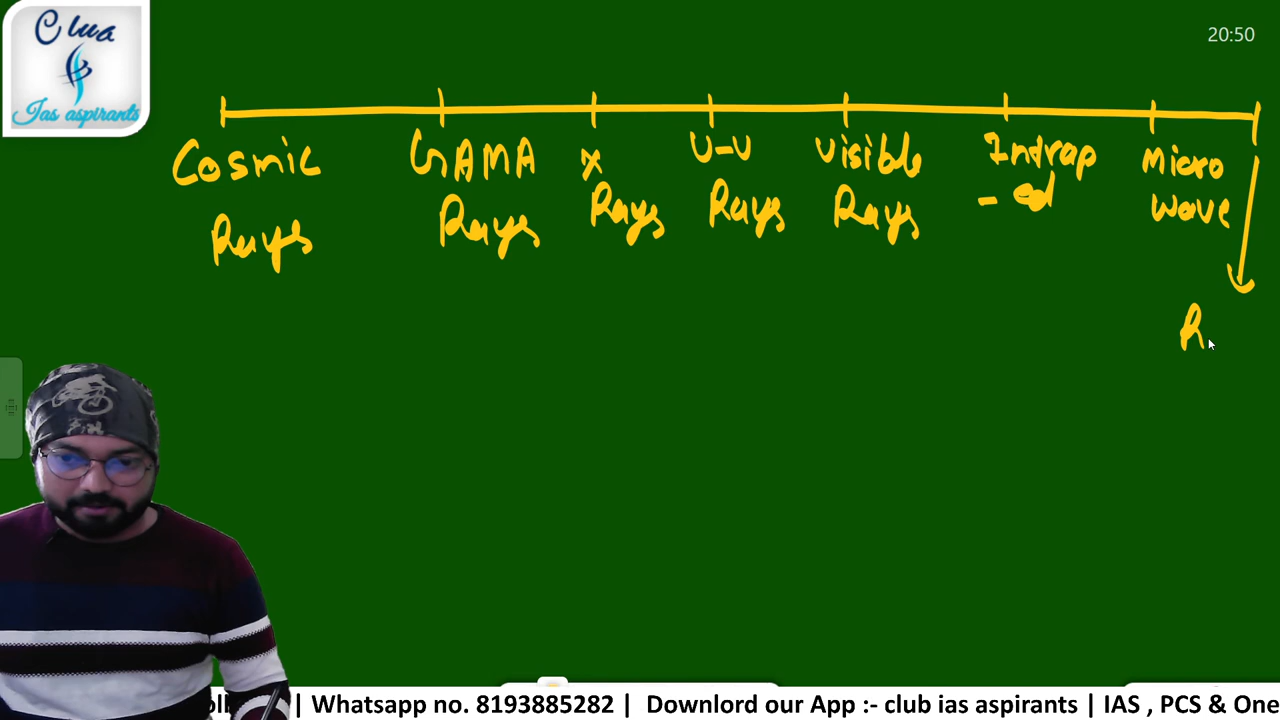 Clua
Ias aspirants
20:50
Cosmic
Rays
GAMA
Rays
X
Rays
U-V
Rays
Visible
Rays
Infrap
- ed
Micro
wave
R
| Whatsapp no. 8193885282 | Downlord our App :- club ias aspirants | IAS , PCS & One